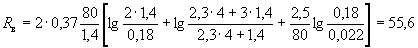 R_в = 2·0,37 80/1,4 [lg 2·1,4/0,18 + lg 2,3·4+3·1,4/2,3·4+1,4 + 2,5/80 lg 0,18/0,022] = 55,6